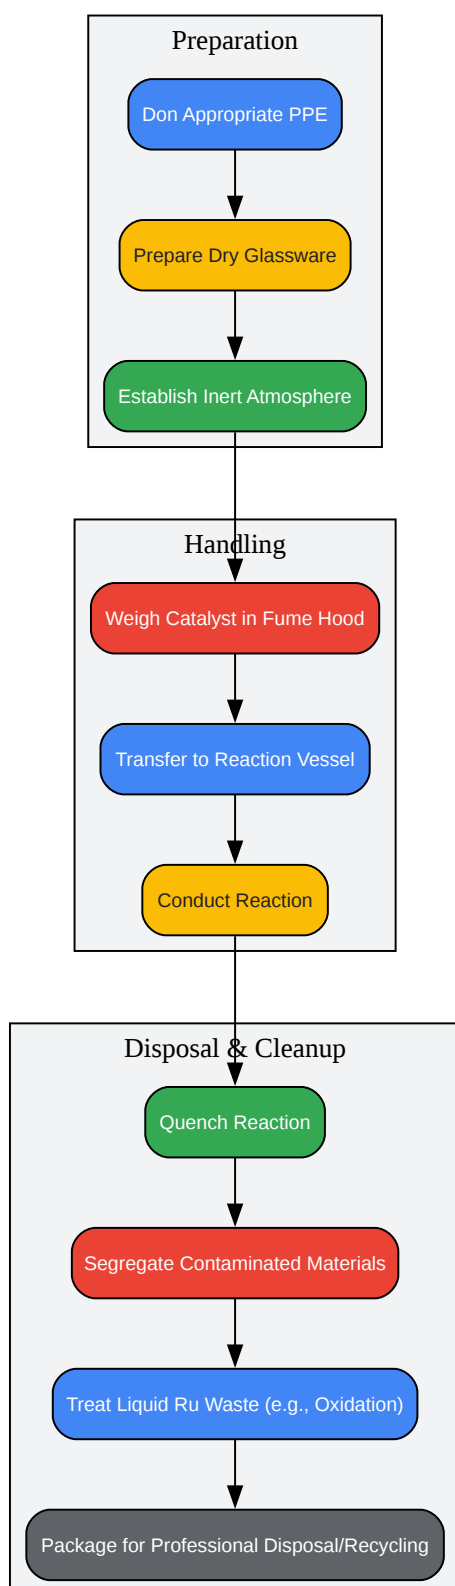 Preparation
Don Appropriate PPE
Prepare Dry Glassware
Establish Inert Atmosphere
Handling
Weigh Catalyst in Fume Hood
Transfer to Reaction Vessel
Conduct Reaction
Disposal & Cleanup
Quench Reaction
Segregate Contaminated Materials
Treat Liquid Ru Waste (e.g., Oxidation)
Package for Professional Disposal/Recycling